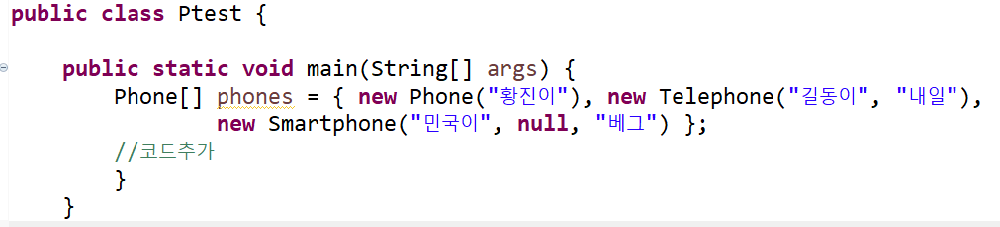 public class Ptest {
public static void main(String[] args) {
Phone[] phones = { new Phone("황진이"), new Telephone("길동이", "내일"),
new Smartphone("민국이", null, "베그") };
//코드추가
}
}